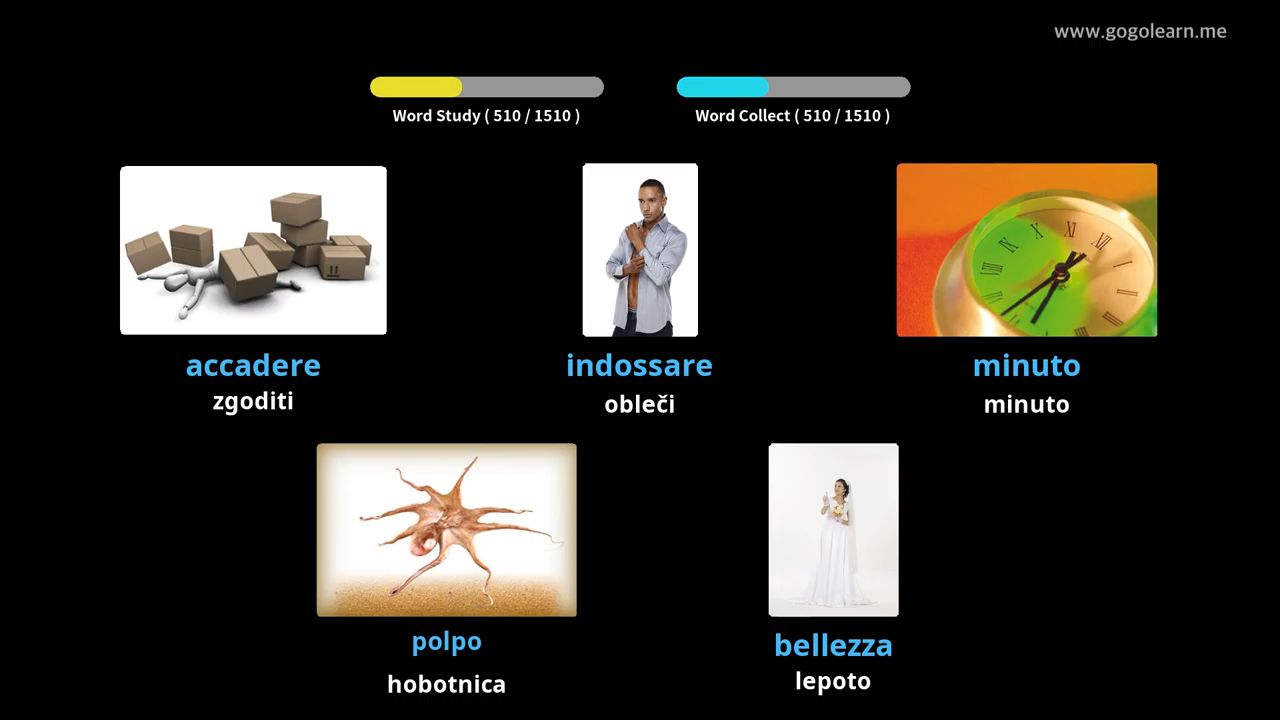 www.gogolearn.me
Word Study ( 510 / 1510 )
Word Collect ( 510 / 1510 )
accadere
zgoditi
indossare
obleči
minuto
minuto
polpo
hobotnica
bellezza
lepoto